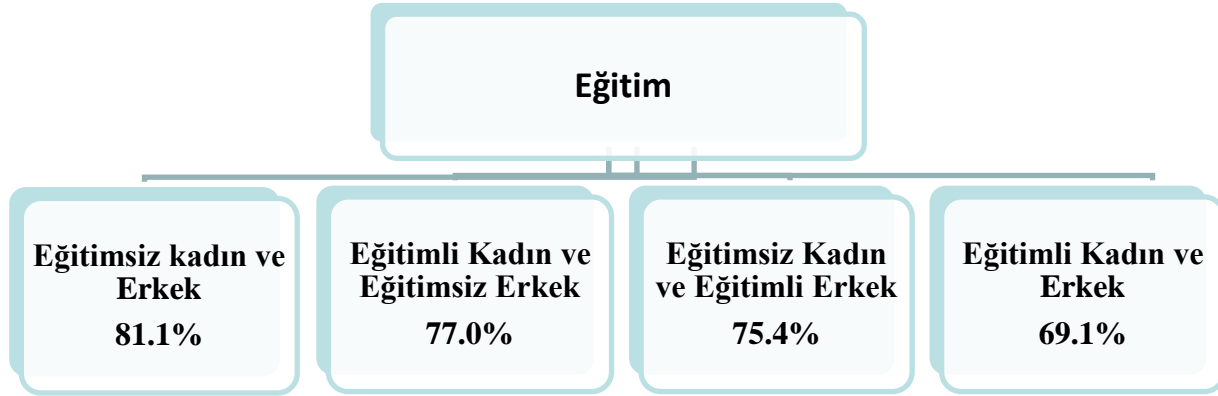 Eğitim
Eğitimsiz kadın ve
Erkek
81.1%
Eğitimli Kadın ve
Eğitimsiz Erkek
77.0%
Eğitimsiz Kadın
ve Eğitimli Erkek
75.4%
Eğitimli Kadın ve
Erkek
69.1%